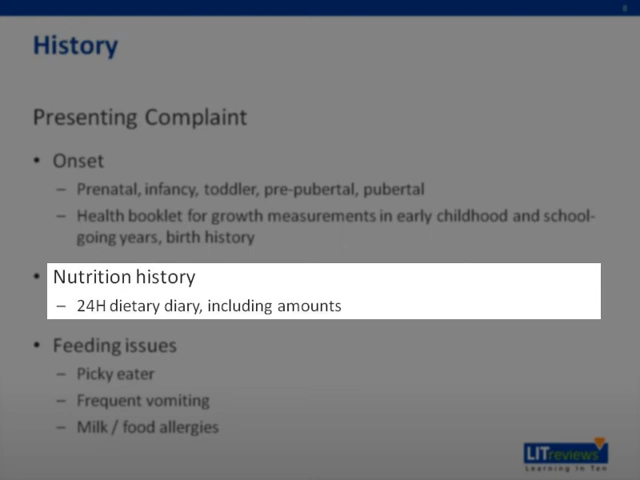 History
Presenting Complaint
• Onset
– Prenatal, infancy, toddler, pre-pubertal, pubertal
– Health booklet for growth measurements in early childhood and school-
going years, birth history
• Nutrition history
– 24H dietary diary, including amounts
• Feeding issues
– Picky eater
– Frequent vomiting
– Milk / food allergies
LITreviews
Learning In Ten